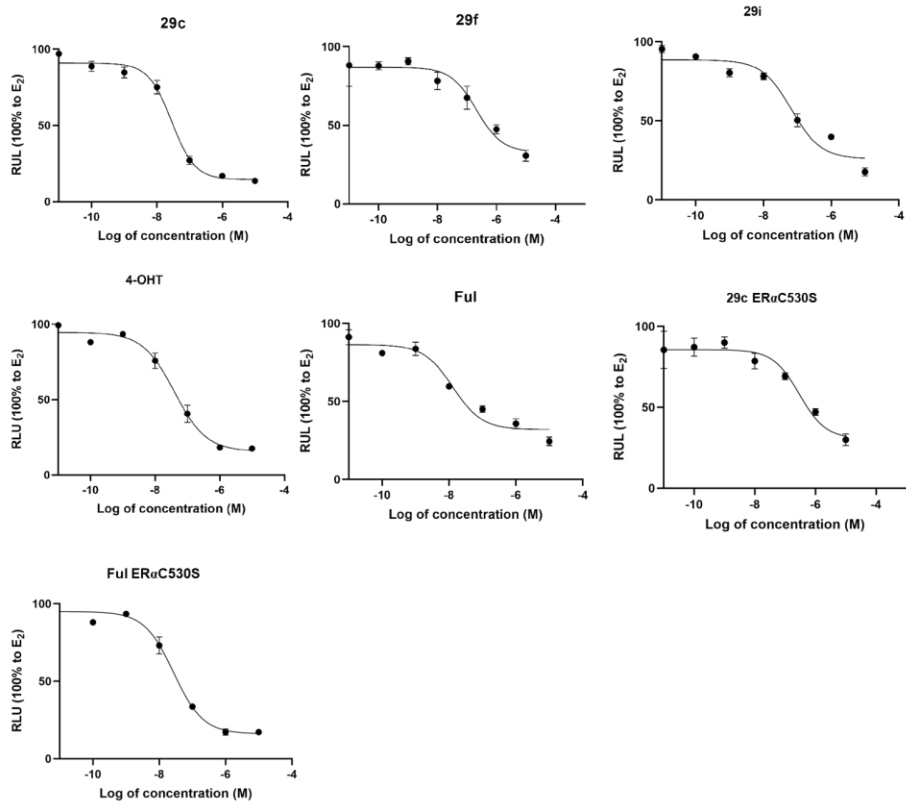 29c
RUL (100% to E₂)
100
50
0
-10
-8
-6
-4
Log of concentration (M)
29f
RUL (100% to E₂)
100
50
0
-10
-8
-6
-4
Log of concentration (M)
29i
RUL (100% to E₂)
100
50
0
-10
-8
-6
-4
Log of concentration (M)
4-OHT
RLU (100% to E₂)
100
50
0
-10
-8
-6
-4
Log of concentration (M)
Ful
RUL (100% to E₂)
100
50
0
-10
-8
-6
-4
Log of concentration (M)
29c ERαC530S
RUL (100% to E₂)
100
50
0
-10
-8
-6
-4
Log of concentration (M)
Ful ERαC530S
RLU (100% to E₂)
100
50
0
-10
-8
-6
-4
Log of concentration (M)